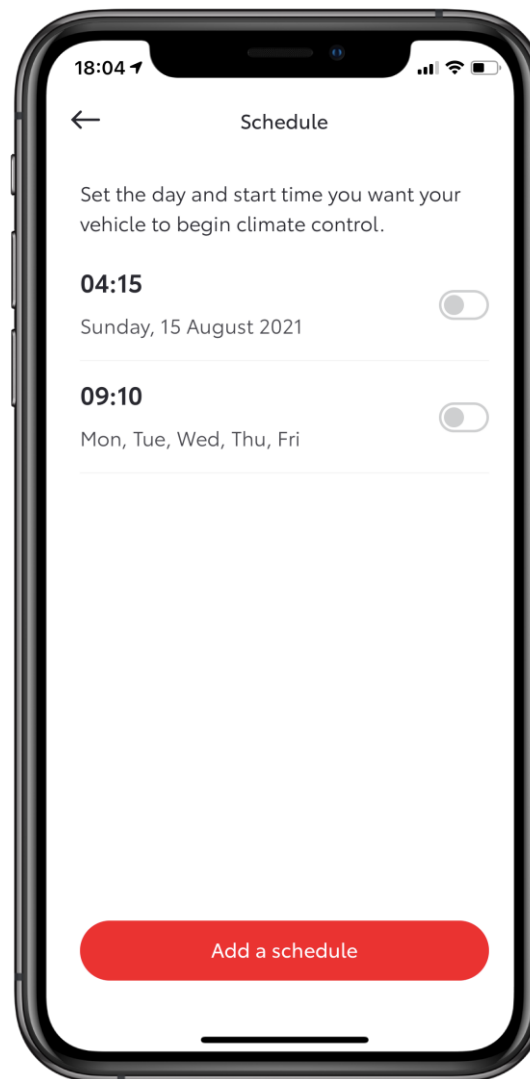 18:04
Schedule
Set the day and start time you want your
vehicle to begin climate control.
04:15
Sunday, 15 August 2021
09:10
Mon, Tue, Wed, Thu, Fri
Add a schedule